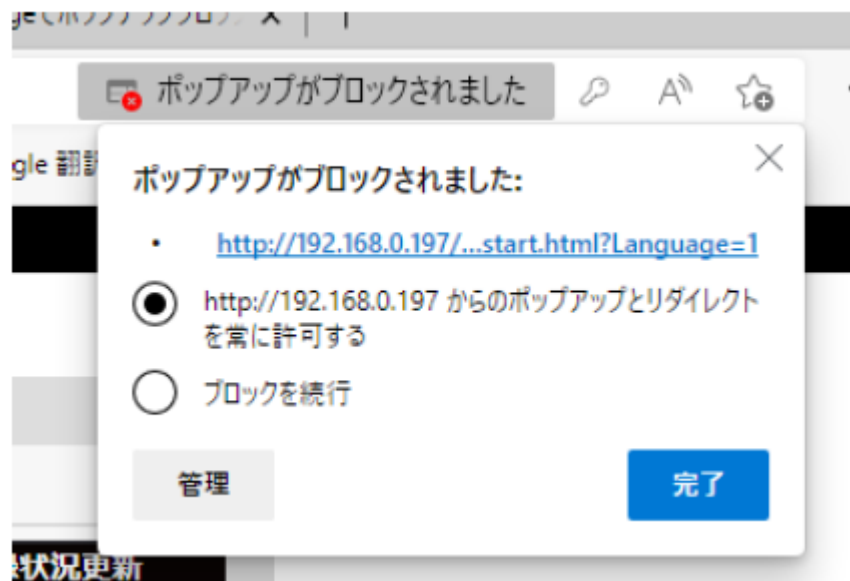 ポップアップがブロックされました
gle 翻訳
ポップアップがブロックされました:
http://192.168.0.197/...start.html?Language=1
http://192.168.0.197 からのポップアップとリダイレクト
を常に許可する
ブロックを続行
管理
完了
状況更新